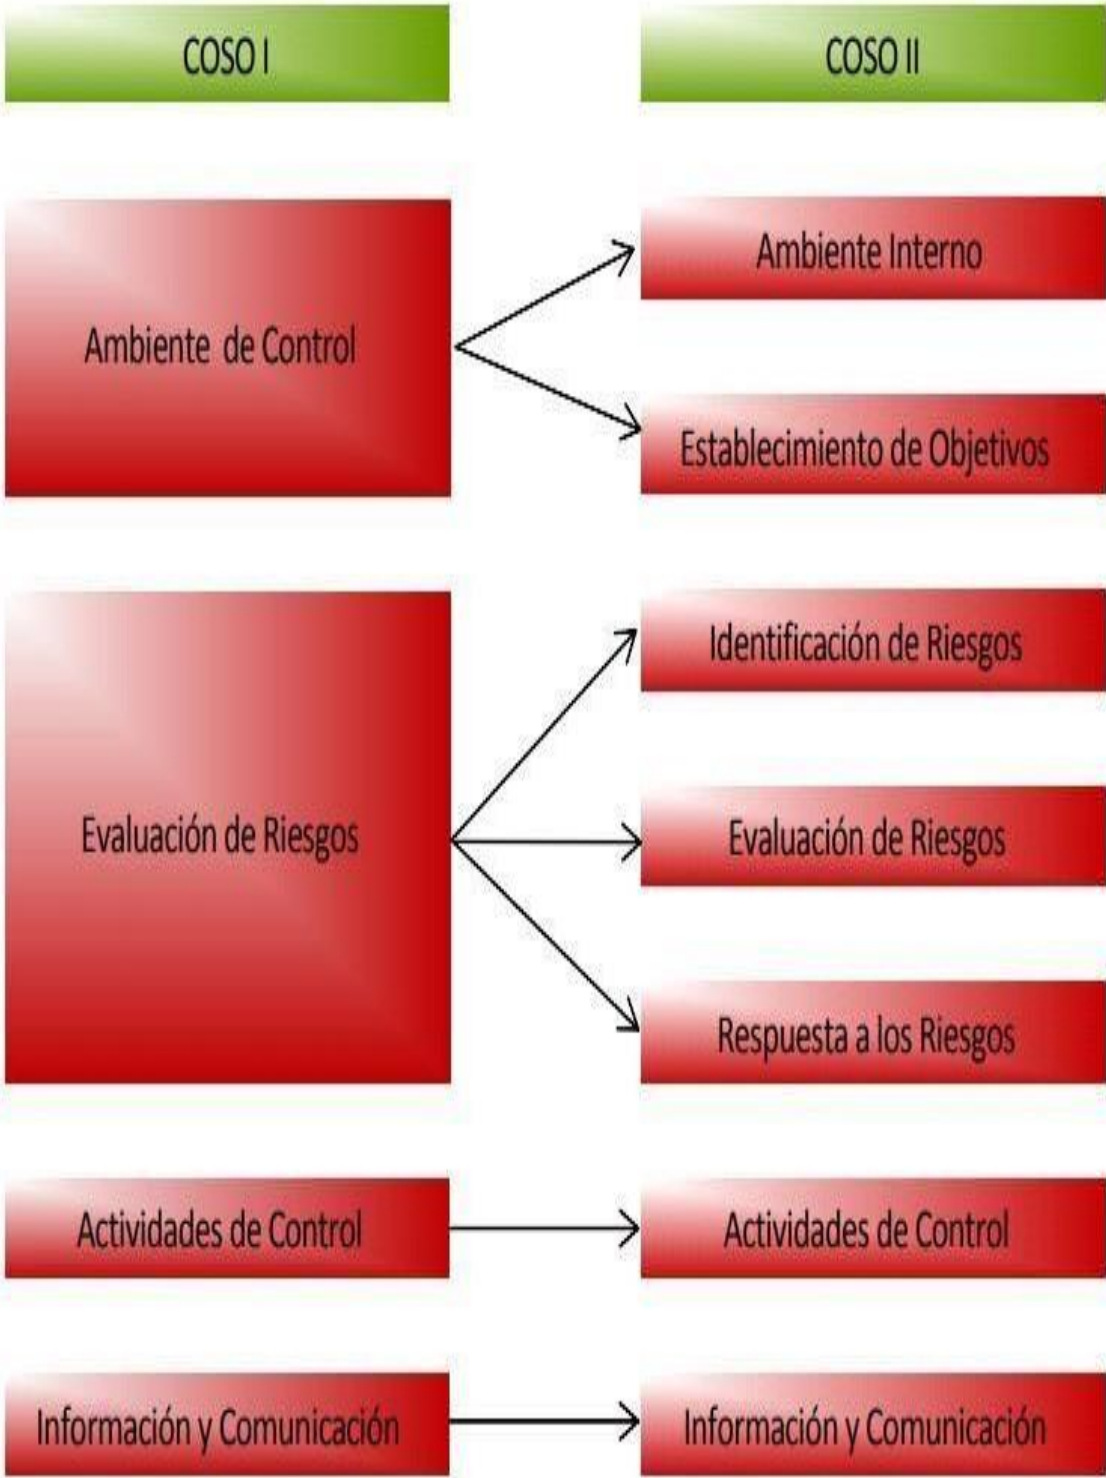 COSO I
COSO II
Ambiente de Control
Ambiente Interno
Establecimiento de Objetivos
Evaluación de Riesgos
Identificación de Riesgos
Evaluación de Riesgos
Respuesta a los Riesgos
Actividades de Control
Actividades de Control
Información y Comunicación
Información y Comunicación